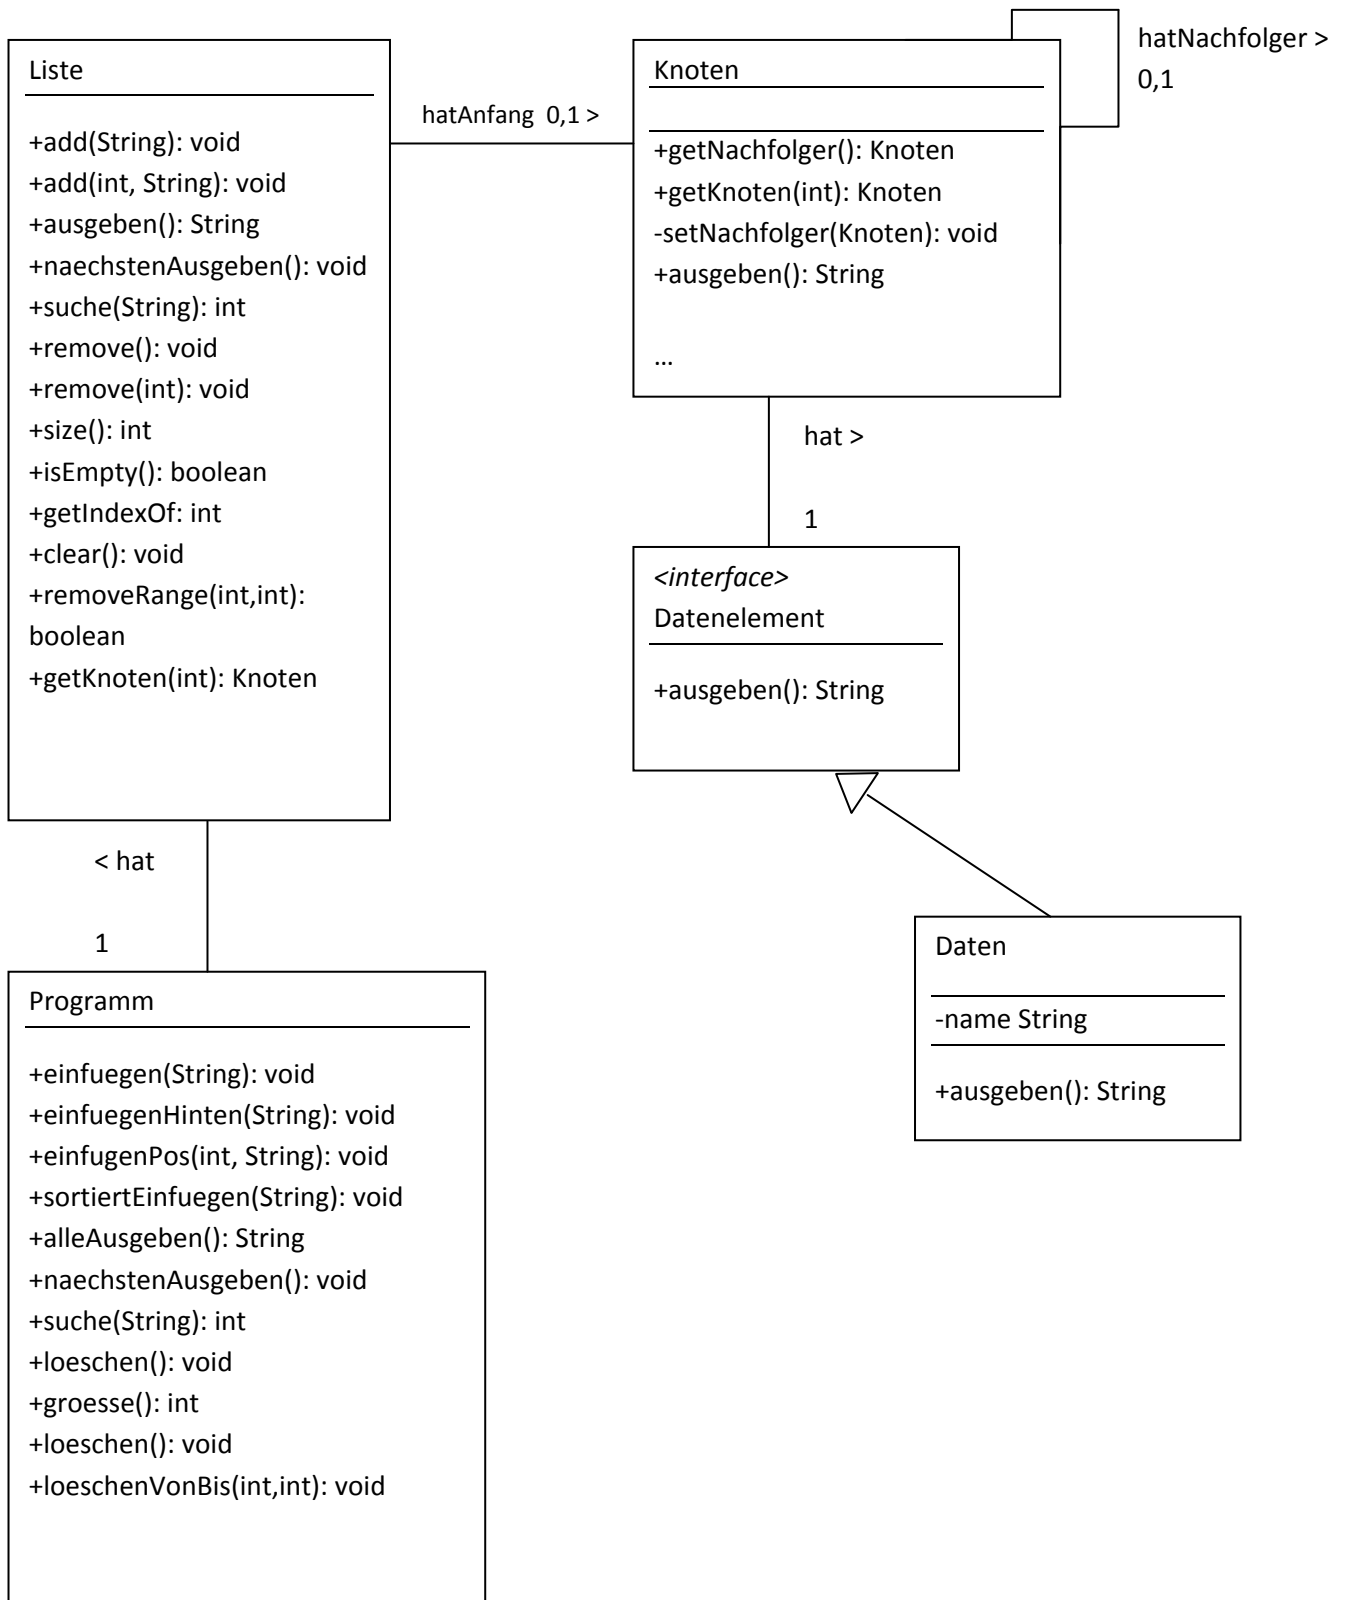 Liste
+add(String): void
+add(int, String): void
+ausgeben(): String
+naechstenAusgeben(): void
+suche(String): int
+remove(): void
+remove(int): void
+size(): int
+isEmpty(): boolean
+getIndexOf: int
+clear(): void
+removeRange(int,int):
boolean
+getKnoten(int): Knoten
hatAnfang 0,1 >
Knoten
+getNachfolger(): Knoten
+getKnoten(int): Knoten
-setNachfolger(Knoten): void
+ausgeben(): String
...
hatNachfolger >
0,1
hat >
1
<interface>
Datenelement
+ausgeben(): String
Daten
-name String
+ausgeben(): String
< hat
1
Programm
+einfuegen(String): void
+einfuegenHinten(String): void
+einfugenPos(int, String): void
+sortiertEinfuegen(String): void
+alleAusgeben(): String
+naechstenAusgeben(): void
+suche(String): int
+loeschen(): void
+groesse(): int
+loeschen(): void
+loeschenVonBis(int,int): void